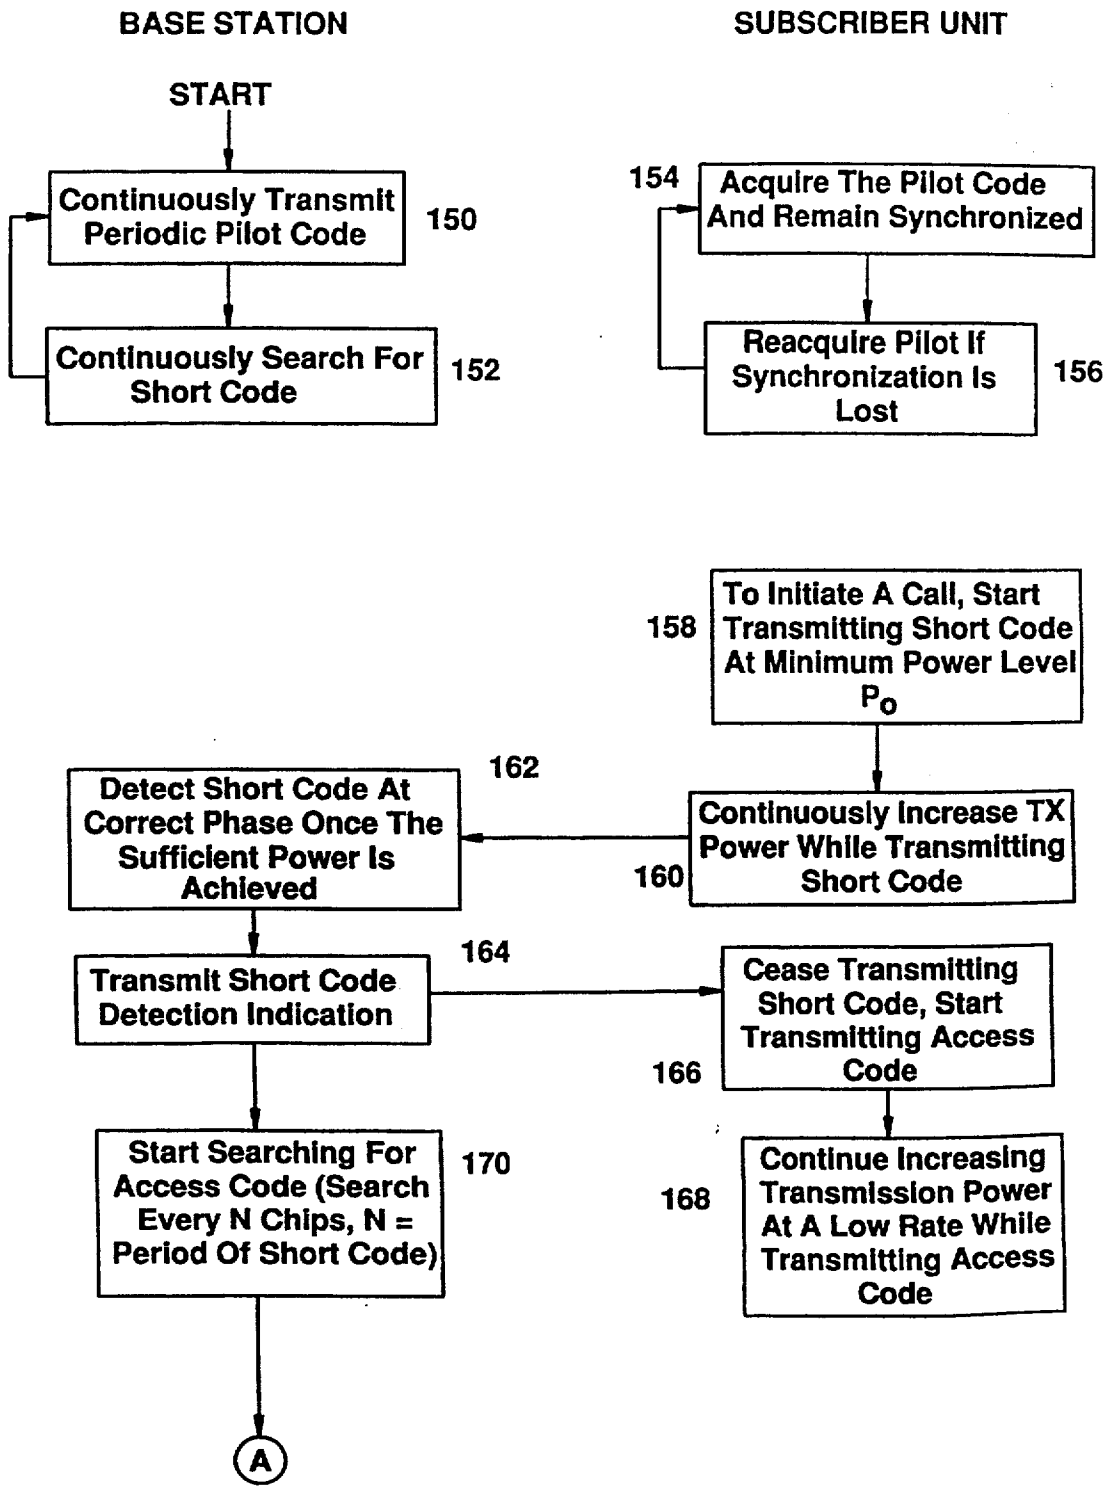 BASE STATION
SUBSCRIBER UNIT
START
Continuously Transmit
Periodic Pilot Code
150
154
Acquire The Pilot Code
And Remain Synchronized
Continuously Search For
Short Code
152
Reacquire Pilot If
Synchronization Is
Lost
156
158
To Initiate A Call, Start
Transmitting Short Code
At Minimum Power Level
Po
162
Detect Short Code At
Correct Phase Once The
Sufficient Power Is
Achieved
Continuously Increase TX
Power While Transmitting
Short Code
160
164
Transmit Short Code
Detection Indication
Cease Transmitting
Short Code, Start
Transmitting Access
Code
166
Start Searching For
Access Code (Search
Every N Chips, N =
Period Of Short Code)
170
168
Continue Increasing
Transmission Power
At A Low Rate While
Transmitting Access
Code
A